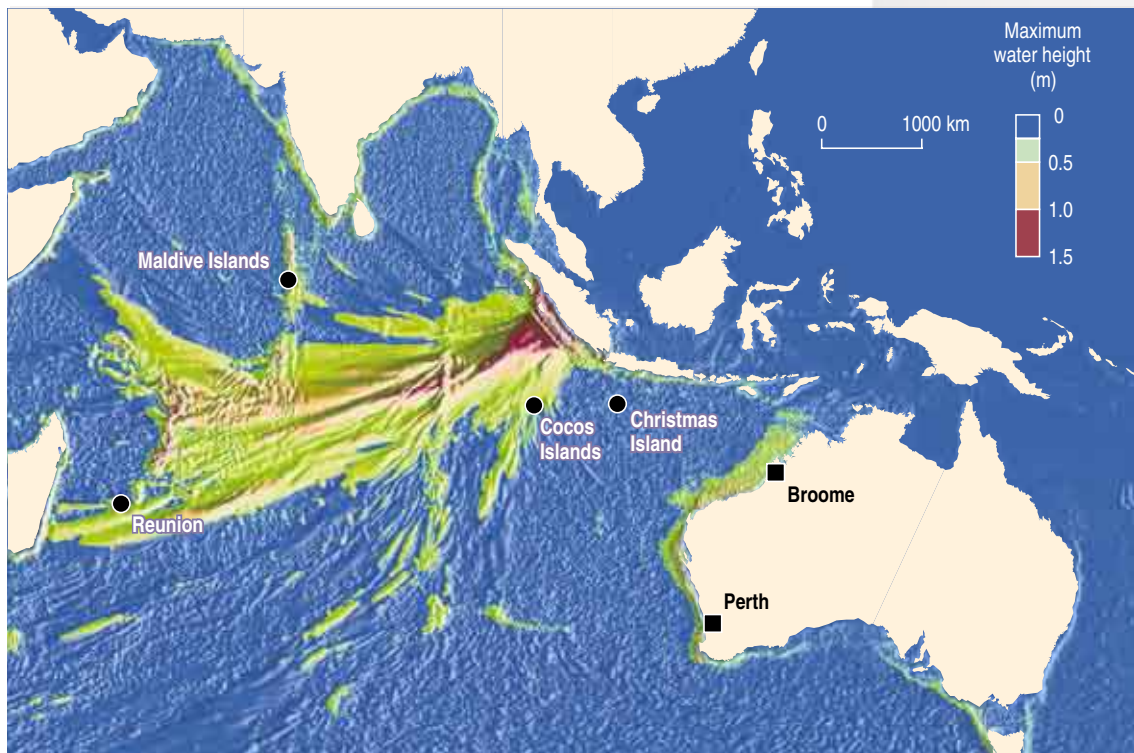 Maximum
water height
(m)
0
0.5
1.0
1.5
0 1000 km
Maldive Islands
Cocos
Islands
Christmas
Island
Broome
Reunion
Perth